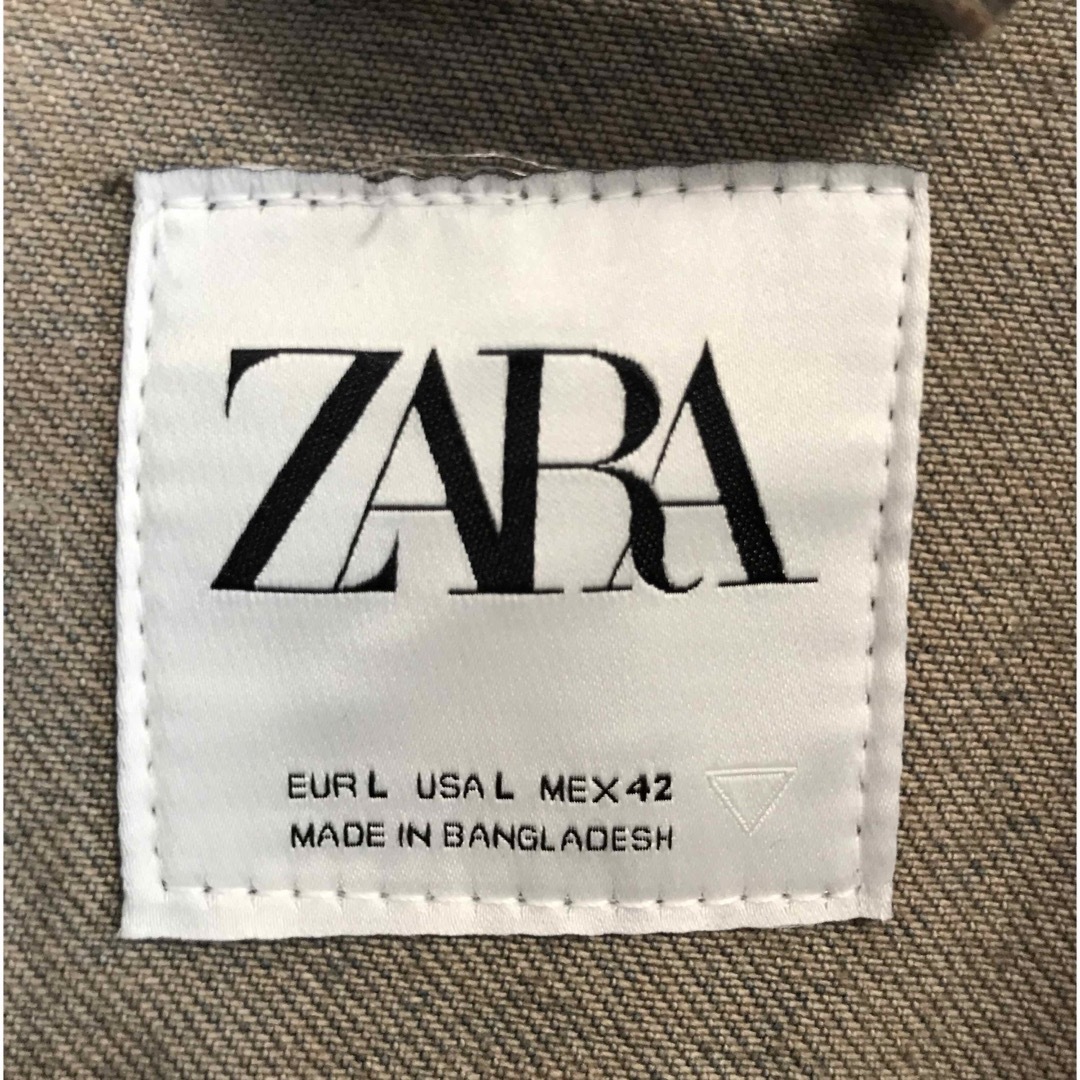 ZARA
EUR L USA L MEX 42
MADE IN BANGLADESH